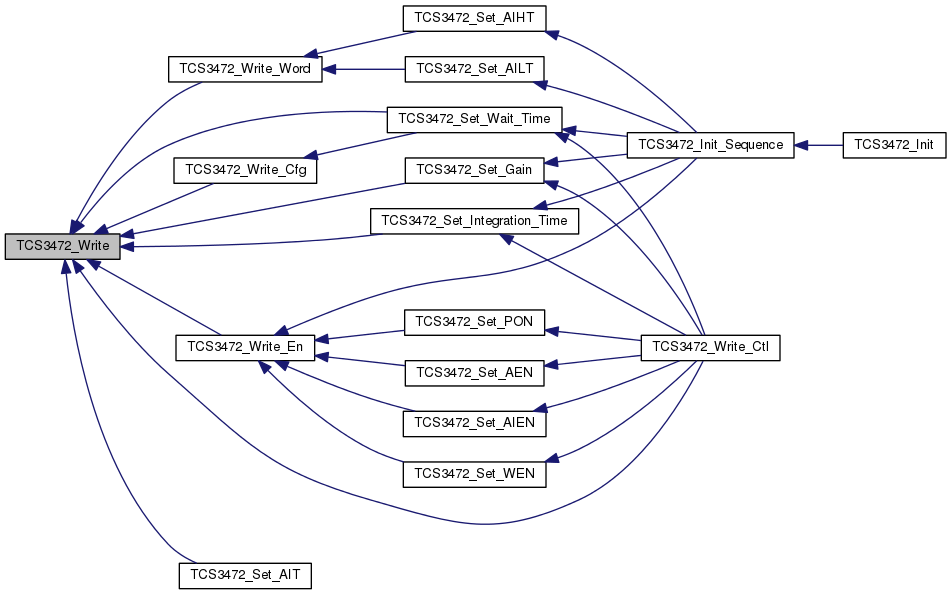 TCS3472_Set_AIHT
TCS3472_Write_Word
TCS3472_Set_AILT
TCS3472_Set_Wait_Time
TCS3472_Init_Sequence
TCS3472_Init
TCS3472_Write_Cfg
TCS3472_Set_Gain
TCS3472_Set_Integration_Time
TCS3472_Write
TCS3472_Set_PON
TCS3472_Write_En
TCS3472_Write_Ctl
TCS3472_Set_AEN
TCS3472_Set_AIEN
TCS3472_Set_WEN
TCS3472_Set_AIT